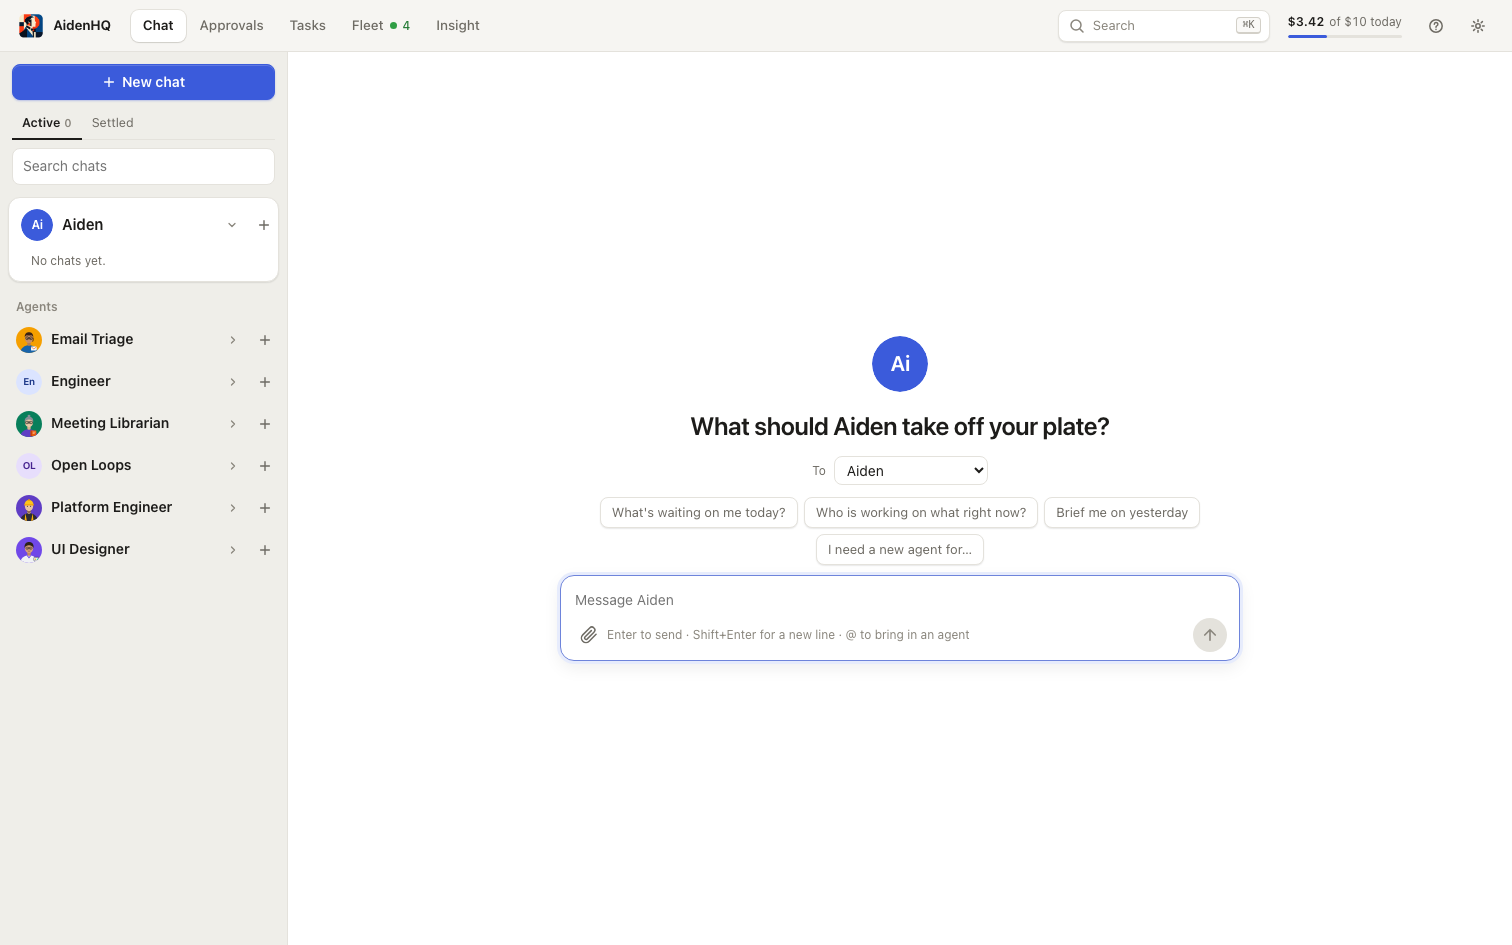 AidenHQ
Chat
Approvals
Tasks
Fleet 4
Insight
Search
⌘K
$3.42 of $10 today
+ New chat
Active 0
Settled
Search chats
Ai
Aiden
No chats yet.
Agents
Email Triage
En
Engineer
Meeting Librarian
OL
Open Loops
Platform Engineer
UI Designer
Ai
What should Aiden take off your plate?
To
Aiden
What's waiting on me today?
Who is working on what right now?
Brief me on yesterday
I need a new agent for...
Message Aiden
Enter to send · Shift+Enter for a new line · @ to bring in an agent